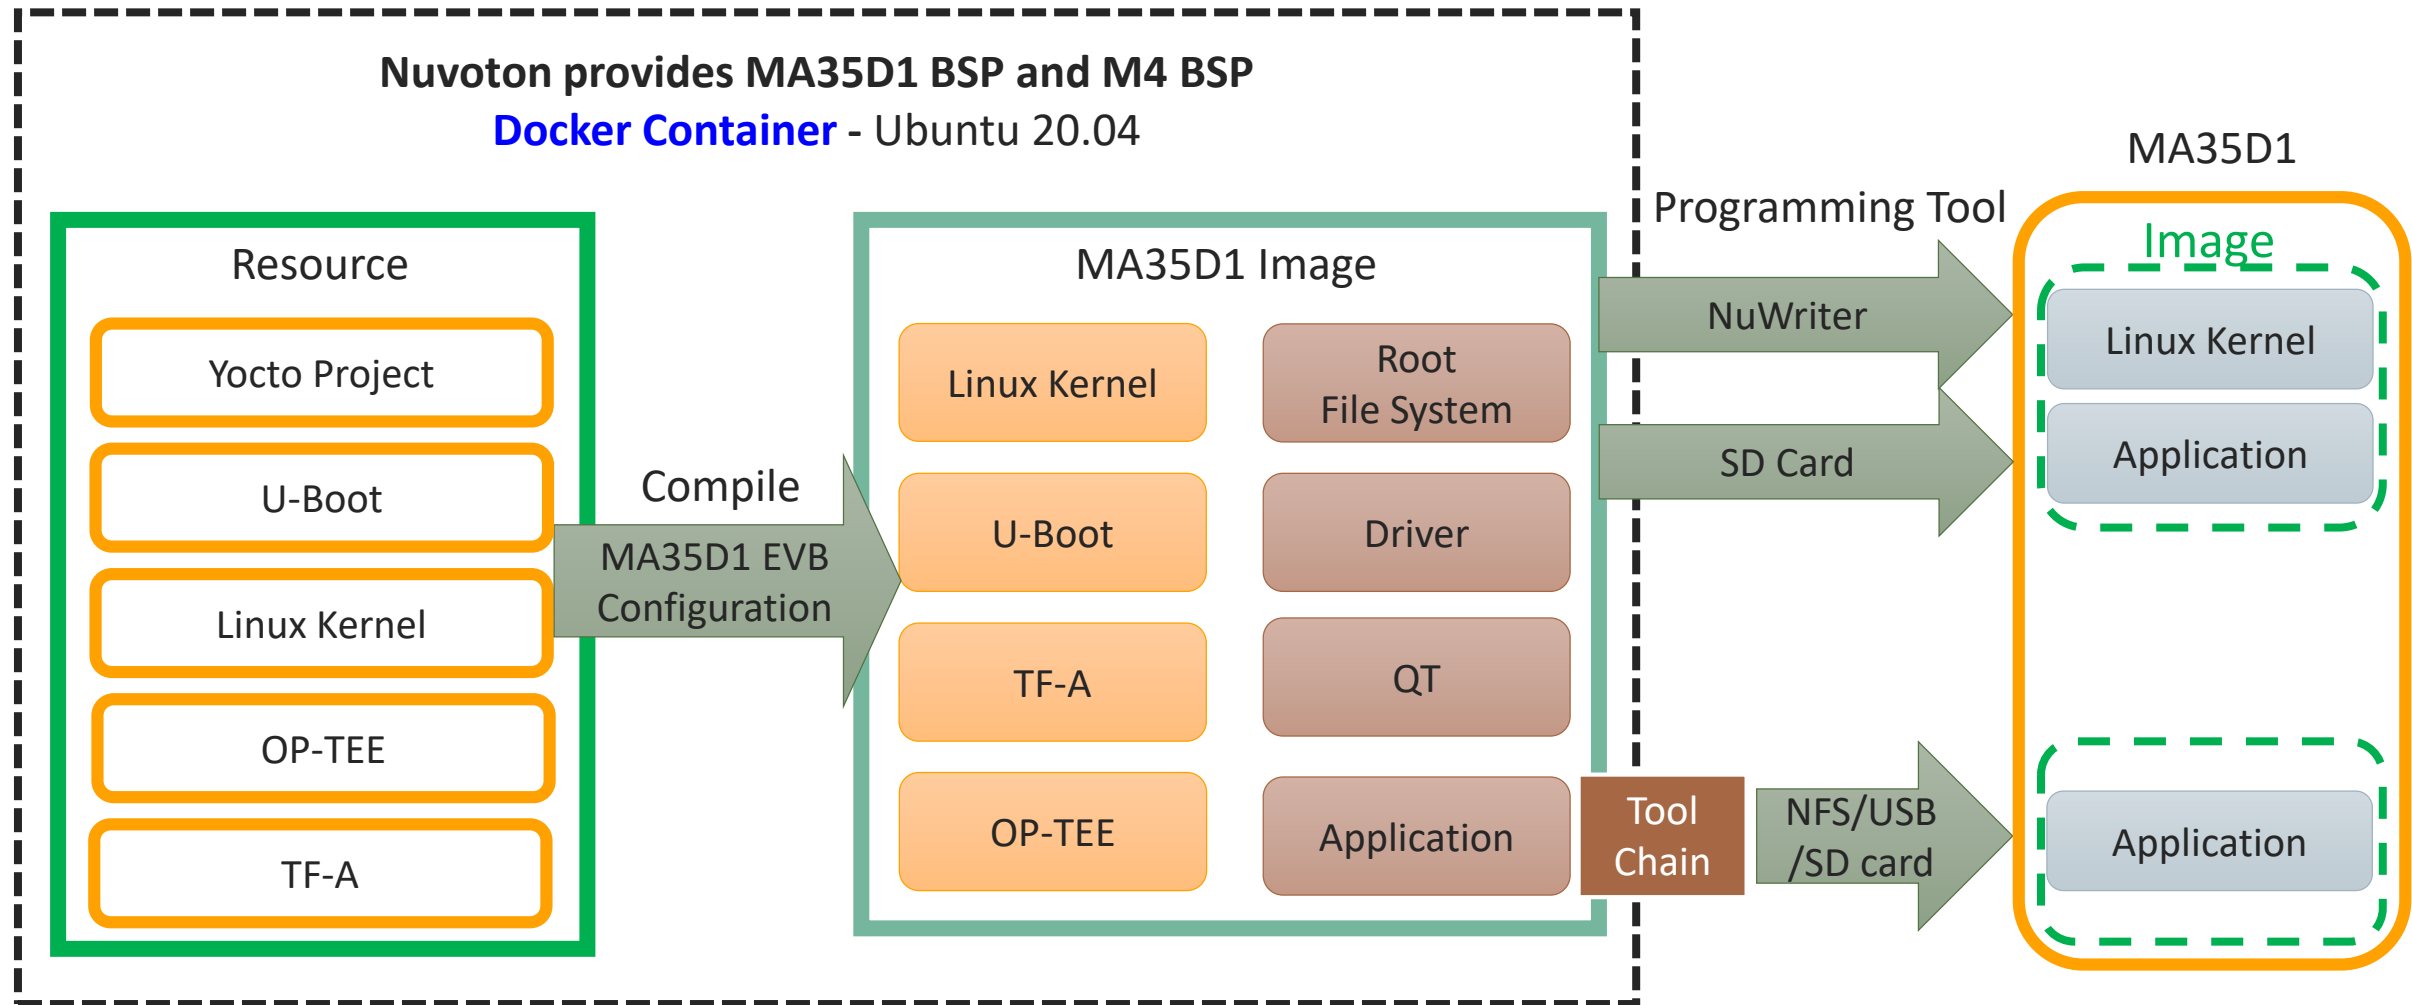 Nuvoton provides MA35D1 BSP and M4 BSP
Docker Container - Ubuntu 20.04
Resource
Yocto Project
U-Boot
Linux Kernel
OP-TEE
TF-A
Compile
MA35D1 EVB
Configuration
MA35D1 Image
Linux Kernel
U-Boot
TF-A
OP-TEE
Root
File System
Driver
QT
Application
Tool
Chain
Programming Tool
NuWriter
SD Card
NFS/USB
/SD card
MA35D1
Image
Linux Kernel
Application
Application